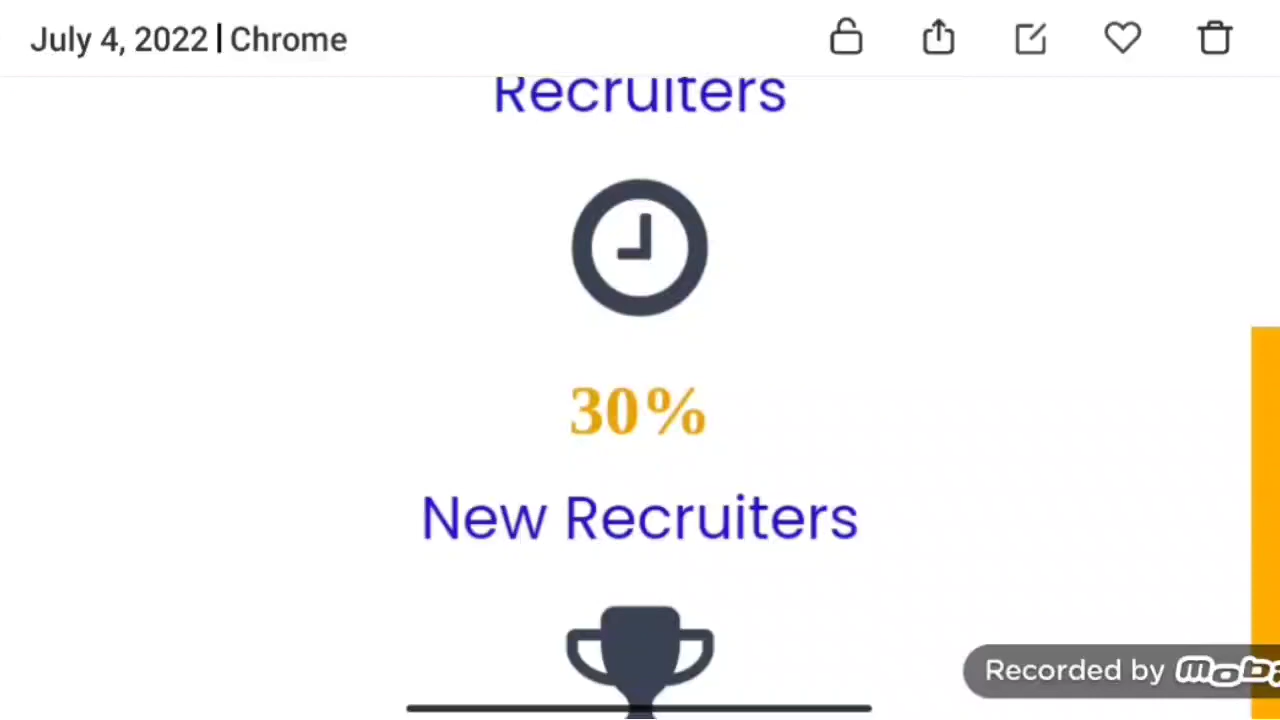 July 4, 2022 | Chrome
Recruiters
30%
New Recruiters
Recorded by